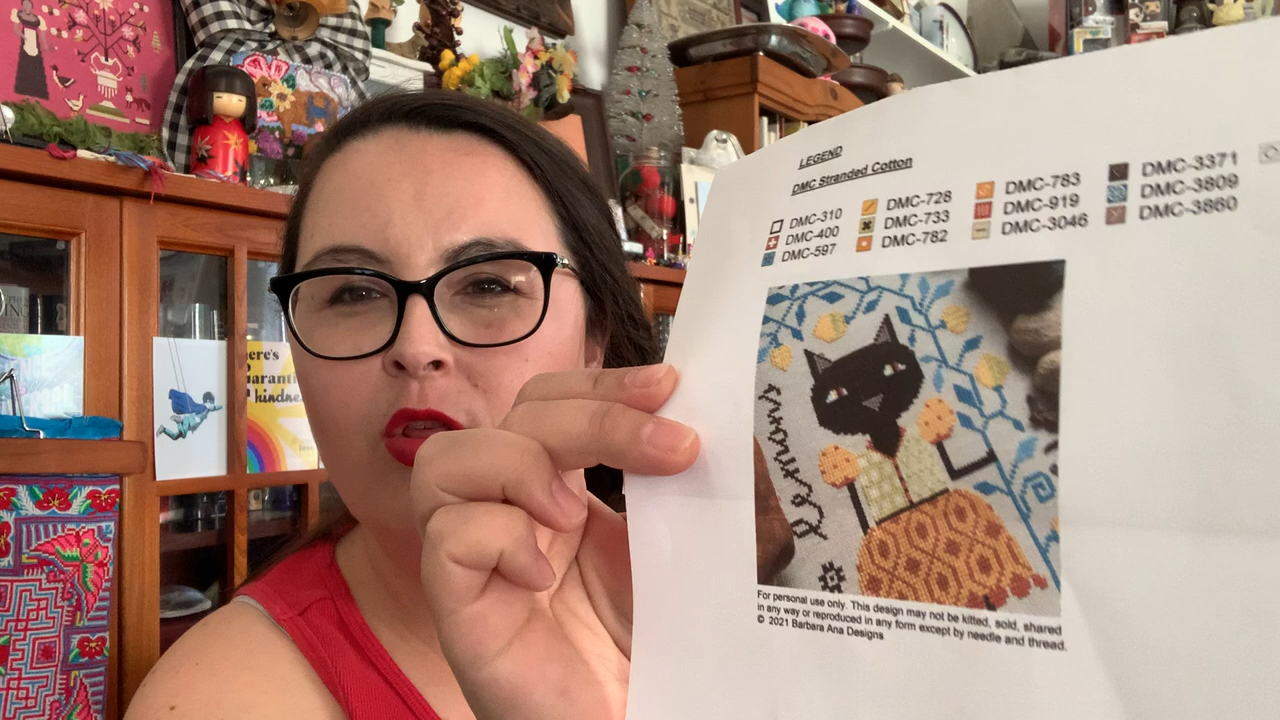 LEGEND
DMC Stranded Cotton
DMC-310
DMC-400
DMC-597
DMC-728
DMC-733
DMC-782
DMC-783
DMC-919
DMC-3046
DMC-3371
DMC-3809
DMC-3860
lemons
For personal use only. This design may not be kitted, sold, shared
in any way or reproduced in any form except by needle and thread.
© 2021 Barbara Ana Designs
kindne